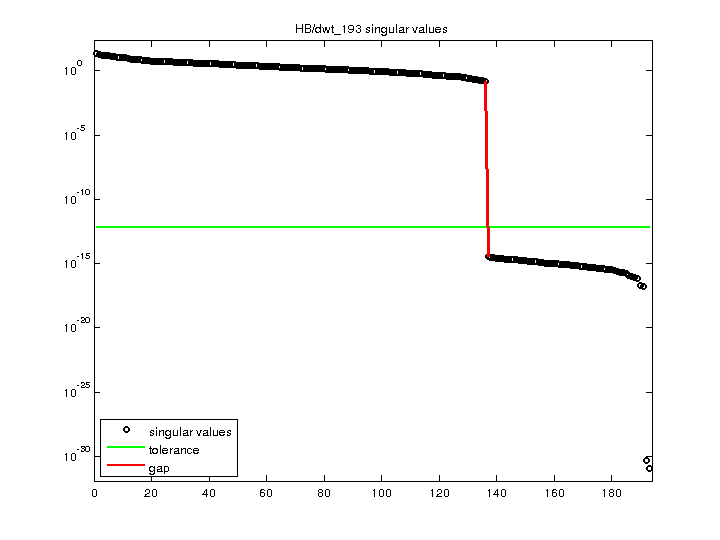 HB/dwt_193 singular values
10^0
10^-5
10^-10
10^-15
10^-20
10^-25
10^-30
singular values
tolerance
gap
0 20 40 60 80 100 120 140 160 180